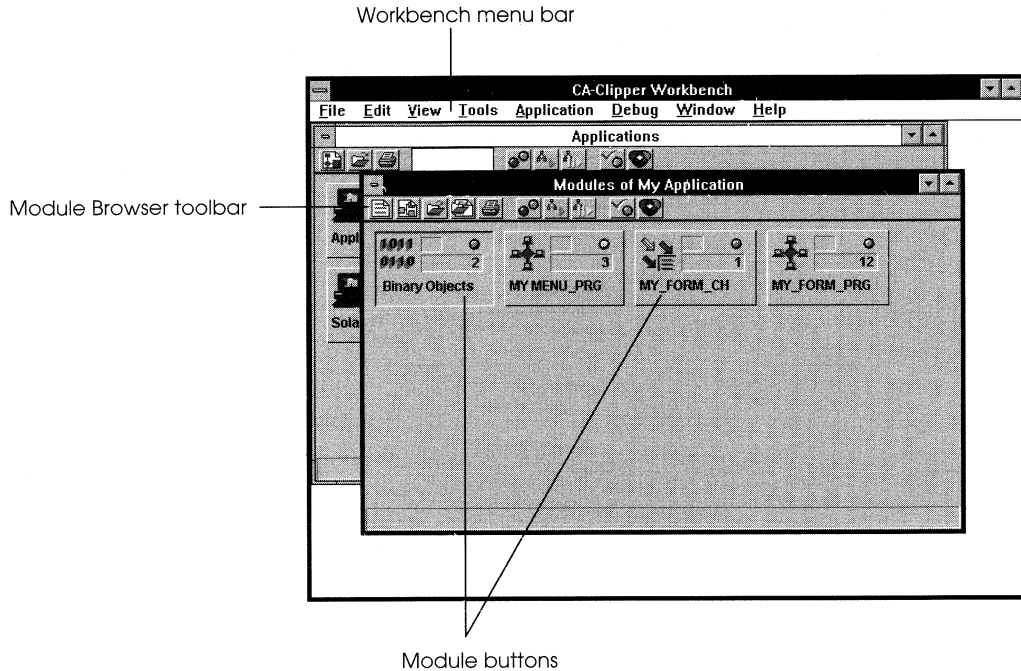 Workbench menu bar
CA-Clipper Workbench
File Edit View Tools Application Debug Window Help
Applications
Modules of My Application
Module Browser toolbar
Appl
1011
0110 2
Binary Objects
3
MY MENU_PRG
1
MY_FORM_CH
12
MY_FORM_PRG
Sola
Module buttons